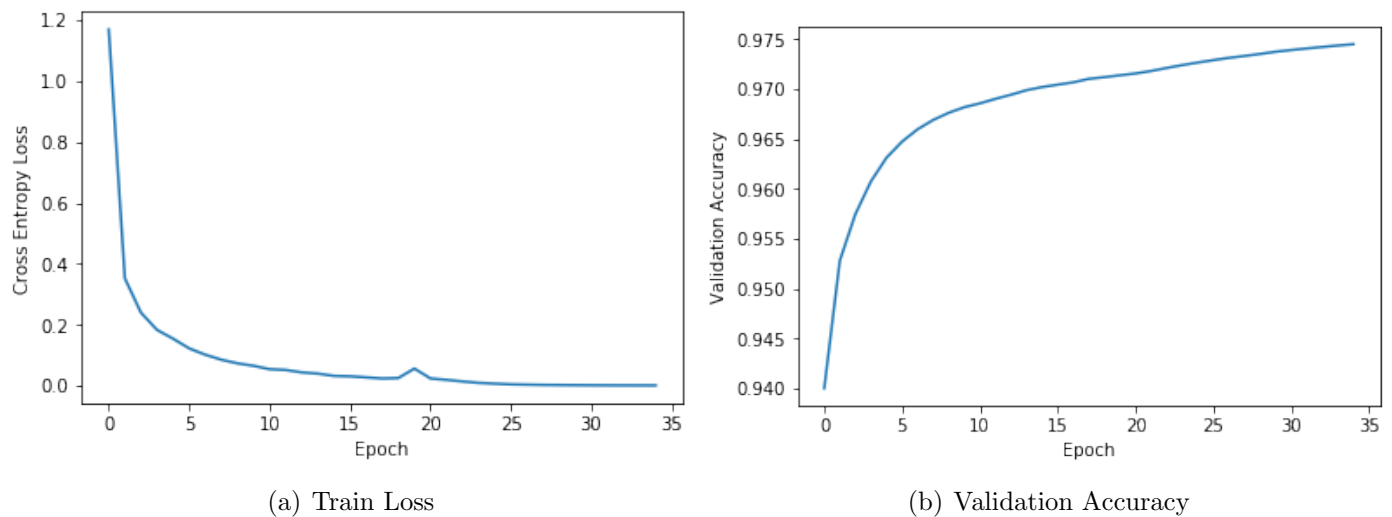 1.2
1.0
0.8
0.6
0.4
0.2
0.0
Cross Entropy Loss
0 5 10 15 20 25 30 35
Epoch
(a) Train Loss
0.975
0.970
0.965
0.960
0.955
0.950
0.945
0.940
Validation Accuracy
0 5 10 15 20 25 30 35
Epoch
(b) Validation Accuracy